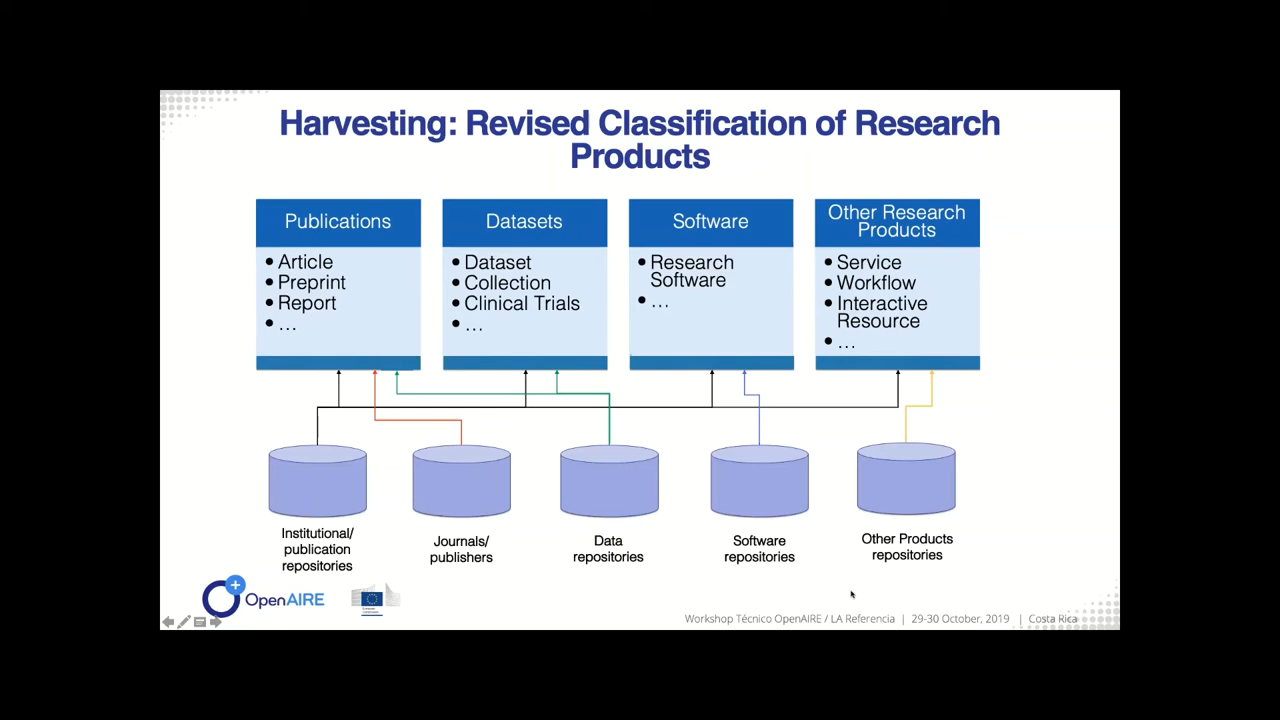 Harvesting: Revised Classification of Research
Products
Publications
• Article
• Preprint
• Report
• ...
Datasets
• Dataset
• Collection
• Clinical Trials
• ...
Software
• Research
Software
• ...
Other Research
Products
• Service
• Workflow
• Interactive
Resource
• ...
Institutional/
publication
repositories
Journals/
publishers
Data
repositories
Software
repositories
Other Products
repositories
OpenAIRE
Workshop Técnico OpenAIRE / LA Referencia | 29-30 October, 2019 | Costa Rica